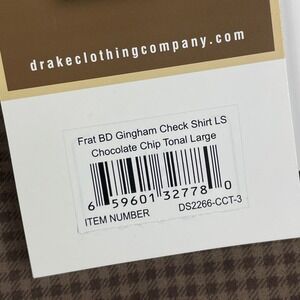 drakeclothingcompany.com
Frat BD Gingham Check Shirt LS
Chocolate Chip Tonal Large
6 59601 32778 0
ITEM NUMBER DS2266-CCT-3